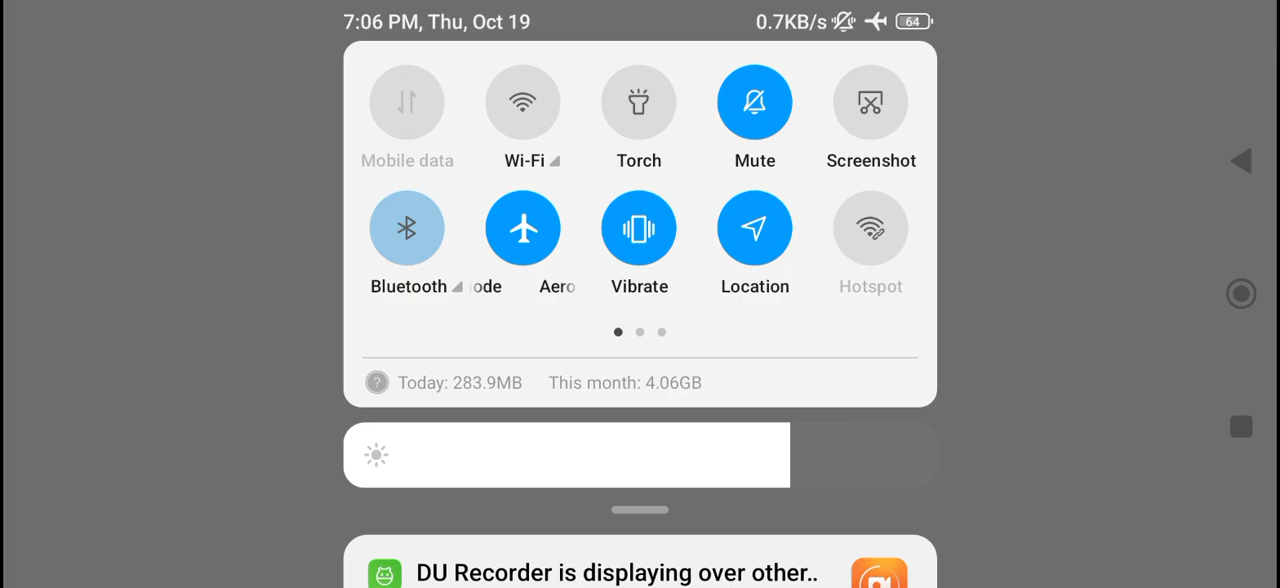 7:06 PM, Thu, Oct 19 0.7KB/s 64
Mobile data Wi-Fi Torch Mute Screenshot
Bluetooth ode Aero Vibrate Location Hotspot
? Today: 283.9MB This month: 4.06GB
DU Recorder is displaying over other..